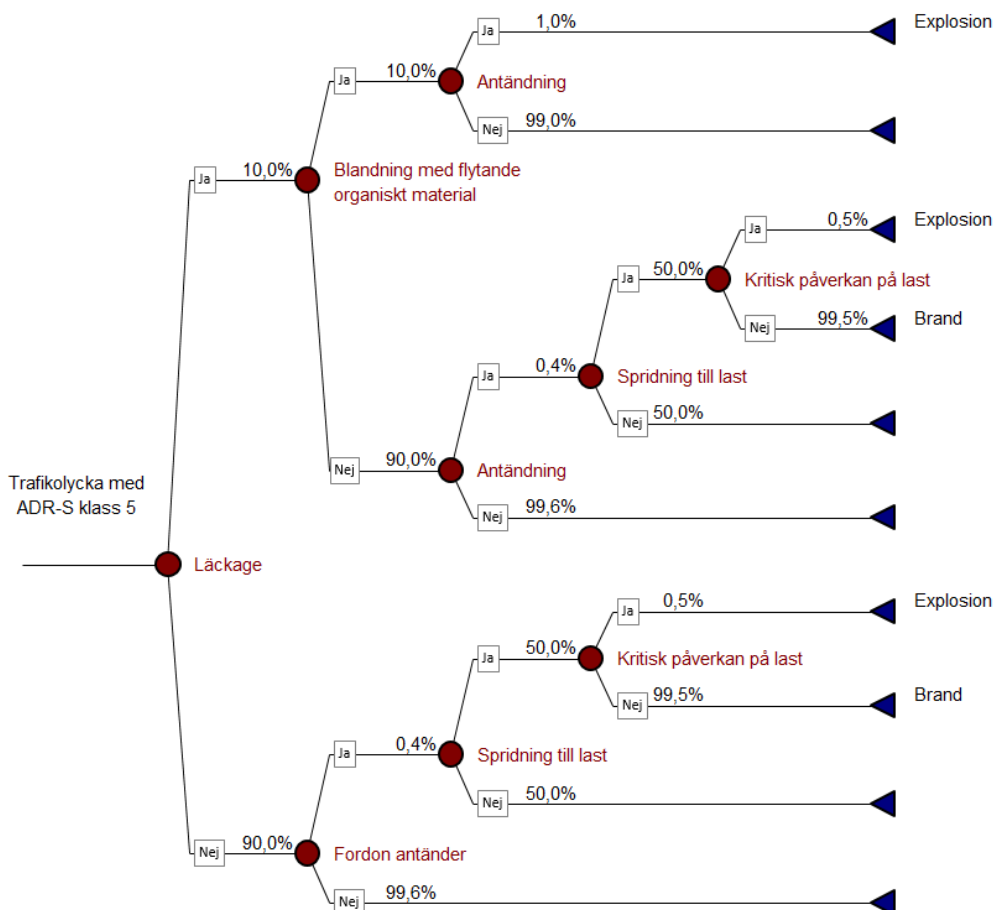 Ja 1,0% Explosion
Ja 10,0% Antändning
Nej 99,0%
Ja 10,0% Blandning med flytande
organiskt material
Ja 0,5% Explosion
Ja 50,0% Kritisk påverkan på last
Nej 99,5% Brand
Ja 0,4% Spridning till last
Nej 50,0%
Nej 90,0% Antändning
Nej 99,6%
Trafikolycka med
ADR-S klass 5
Läckage
Ja 0,5% Explosion
Ja 50,0% Kritisk påverkan på last
Nej 99,5% Brand
Ja 0,4% Spridning till last
Nej 50,0%
Nej 90,0% Fordon antänder
Nej 99,6%